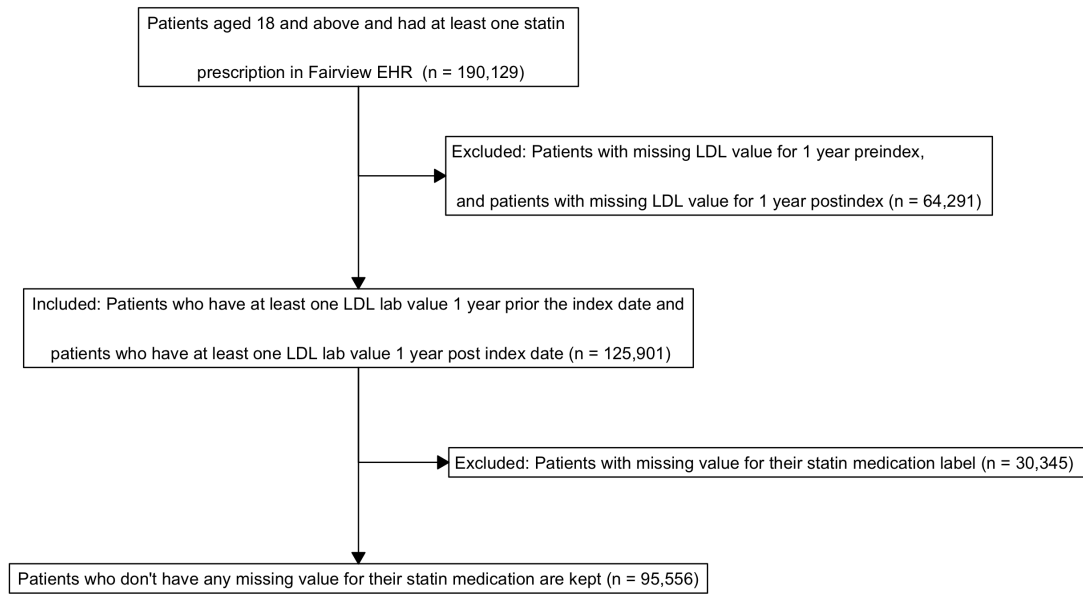 Patients aged 18 and above and had at least one statin
prescription in Fairview EHR (n = 190,129)
Excluded: Patients with missing LDL value for 1 year preindex,
and patients with missing LDL value for 1 year postindex (n = 64,291)
Included: Patients who have at least one LDL lab value 1 year prior the index date and
patients who have at least one LDL lab value 1 year post index date (n = 125,901)
Excluded: Patients with missing value for their statin medication label (n = 30,345)
Patients who don't have any missing value for their statin medication are kept (n = 95,556)